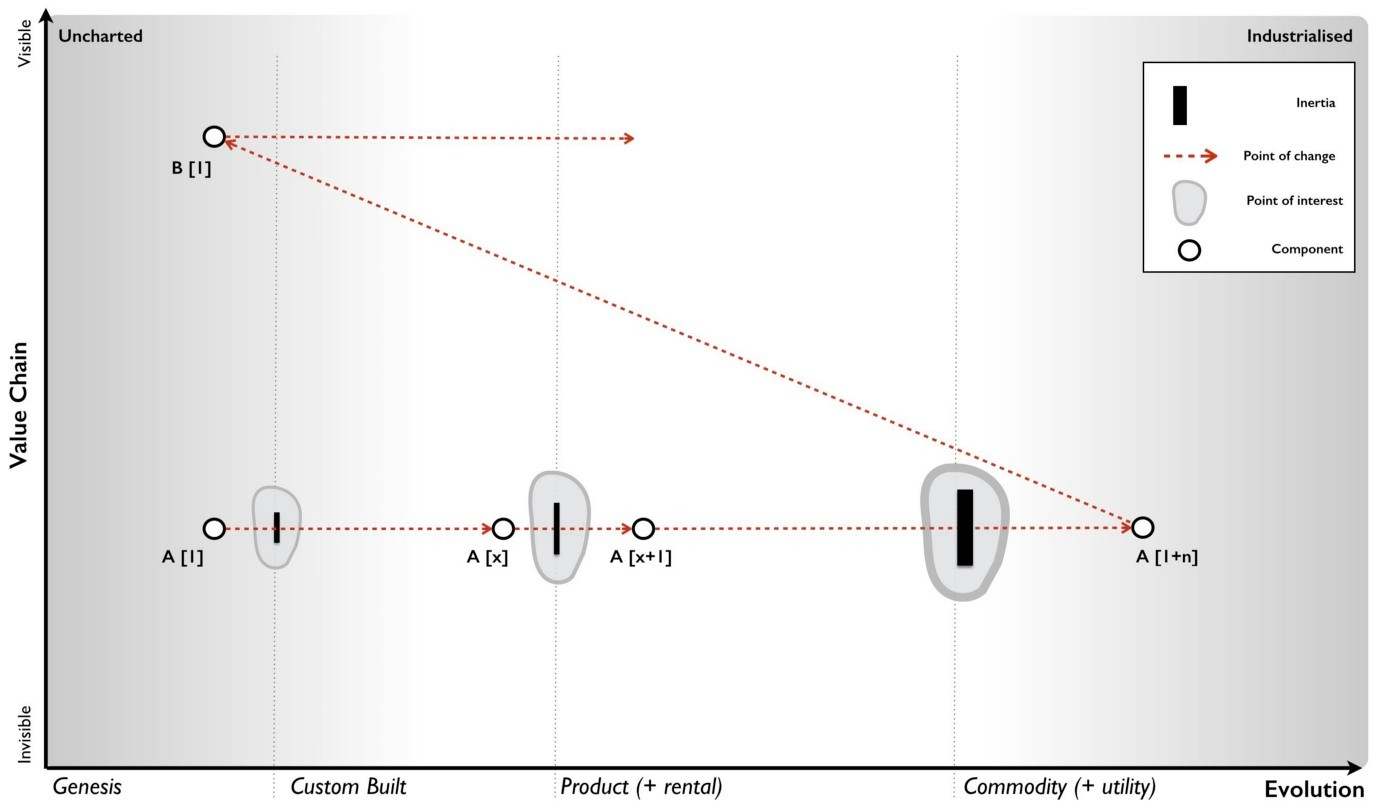 Visible
Uncharted
Industrialised
Inertia
Point of change
Point of interest
Component
B [1]
Value Chain
A [1]
A [x]
A [x+1]
A [1+n]
Invisible
Genesis
Custom Built
Product (+ rental)
Commodity (+ utility)
Evolution